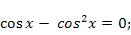 cos x − cos²x = 0;